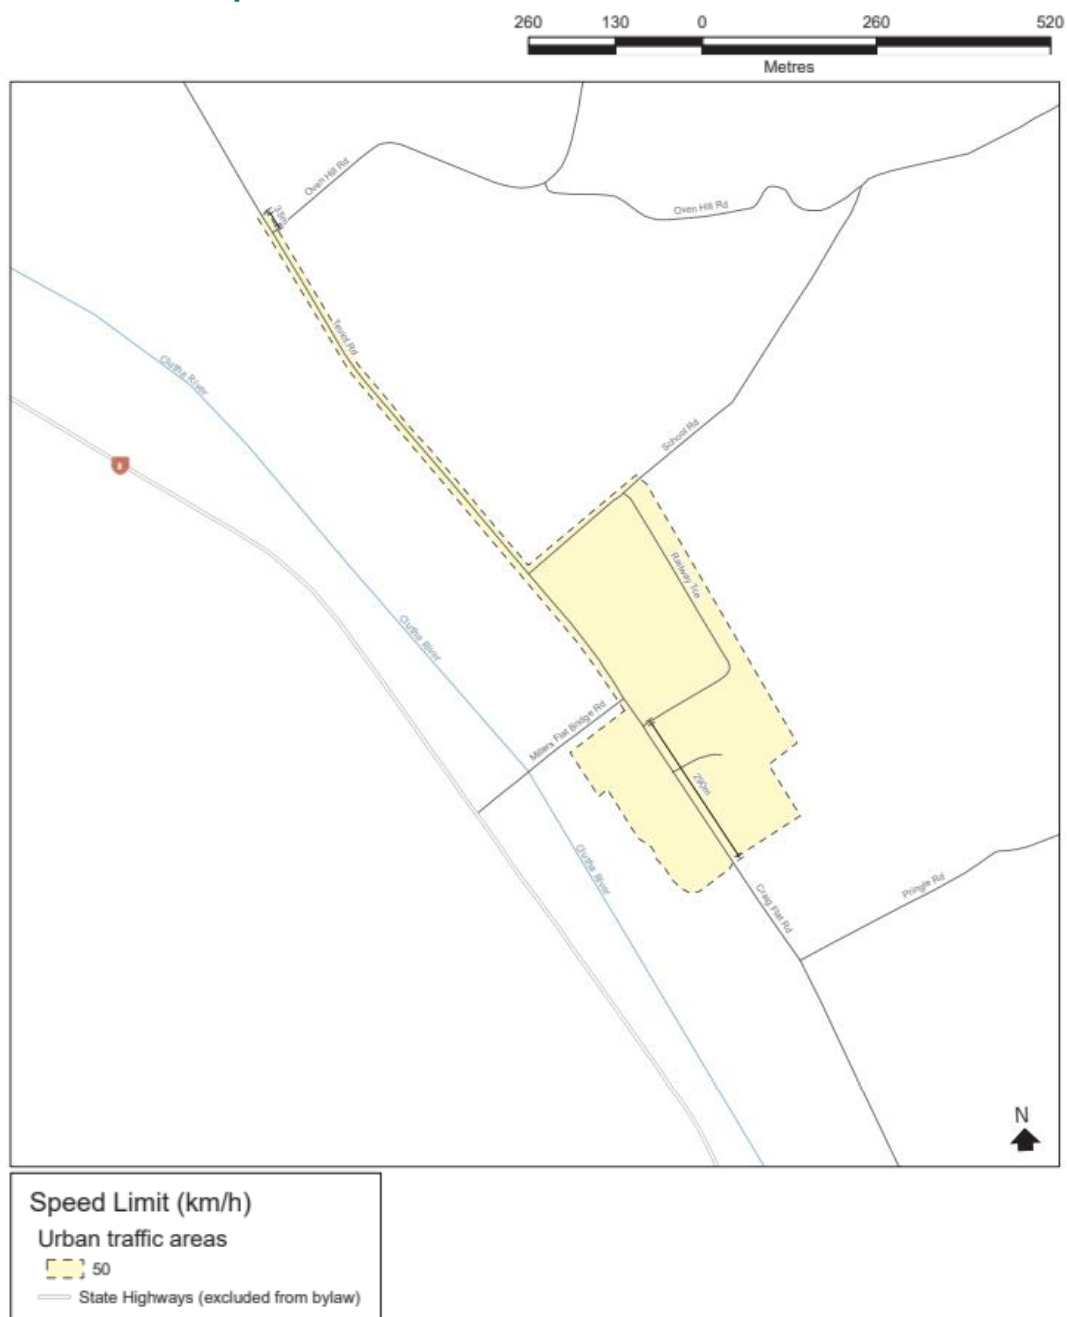 260 130 0 260 520
Metres
Oven Hill Rd
Oven Hill Rd
Teviot Rd
Clutha River
8
School Rd
Railway Tce
Clutha River
Millers Flat Bridge Rd
290m
Clutha River
Craig Flat Rd
Pringle Rd
N
Speed Limit (km/h)
Urban traffic areas
50
State Highways (excluded from bylaw)